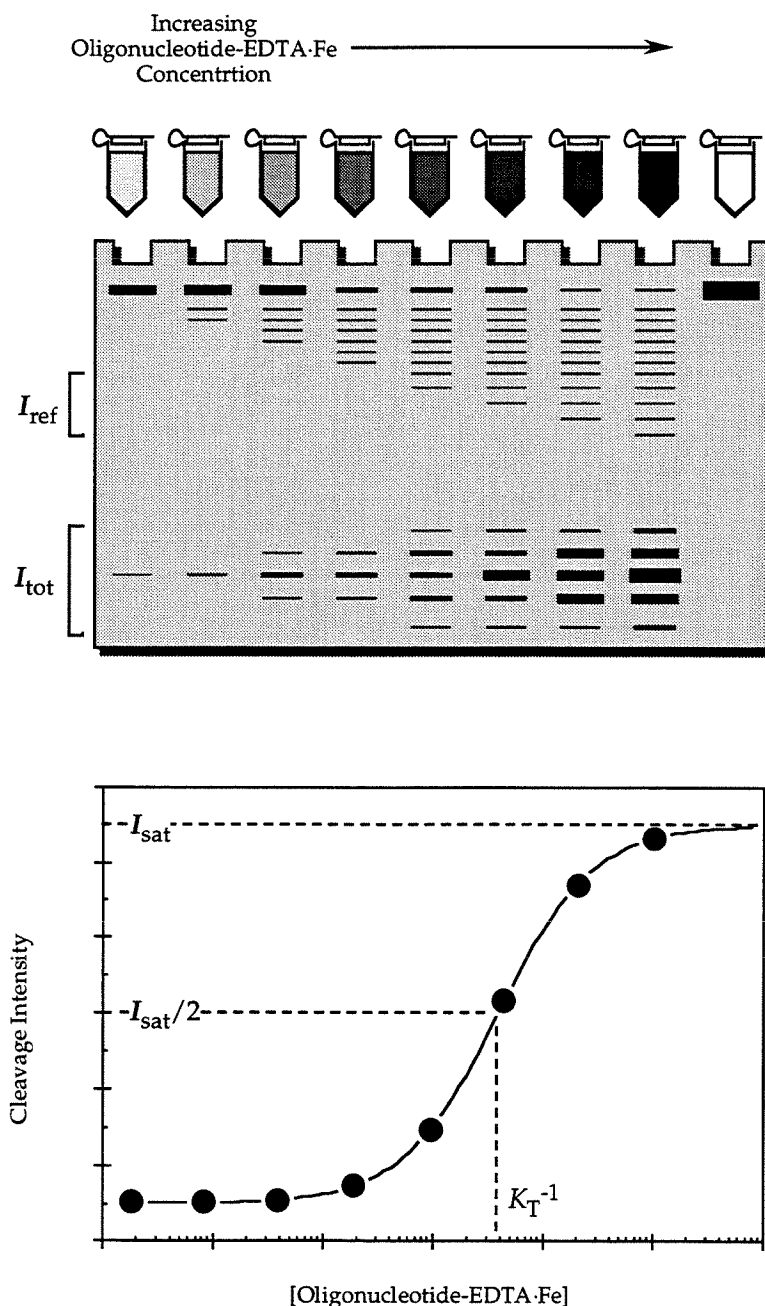 Increasing
Oligonucleotide-EDTA·Fe
Concentrtion
I_ref
I_tot
I_sat
I_sat/2
Cleavage Intensity
K_T^-1
[Oligonucleotide-EDTA·Fe]